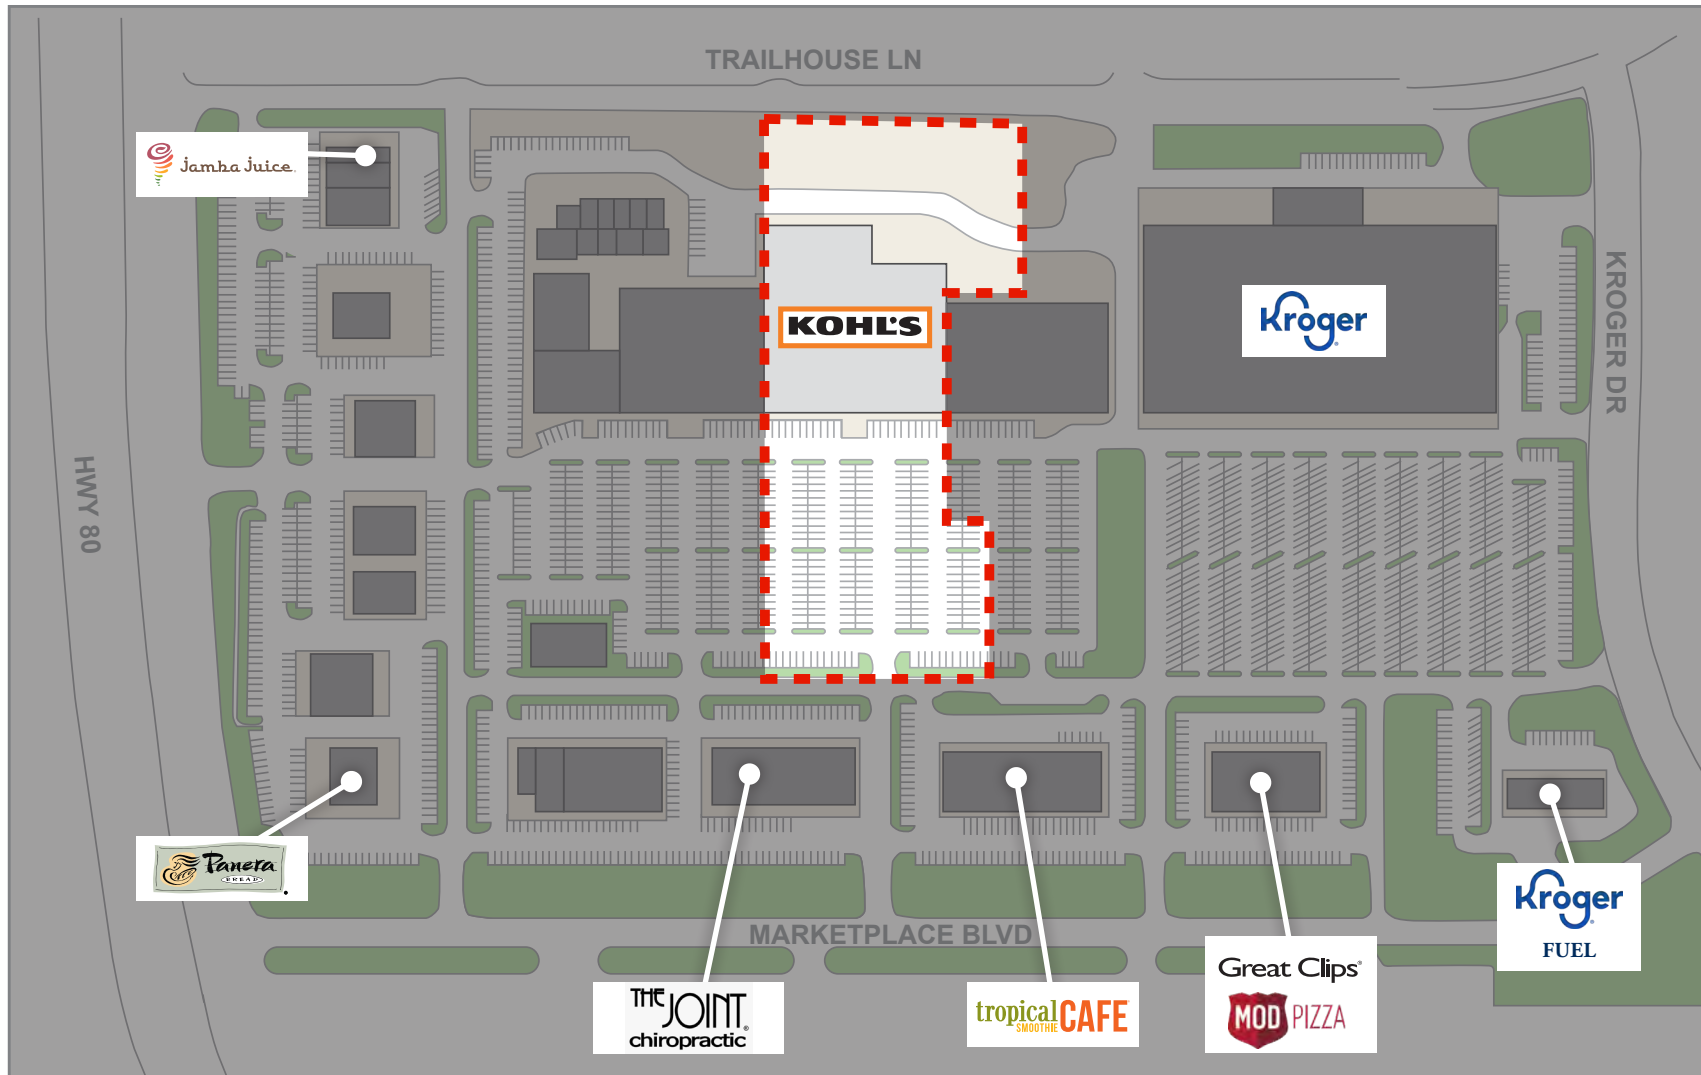 TRAILHOUSE LN
jamba juice
KOHL'S
Kroger
KROGER DR
HWY 80
Panera
BREAD
MARKETPLACE BLVD
THE JOINT
chiropractic
tropical CAFE
SMOOTHIE
Great Clips®
MOD PIZZA
Kroger
FUEL